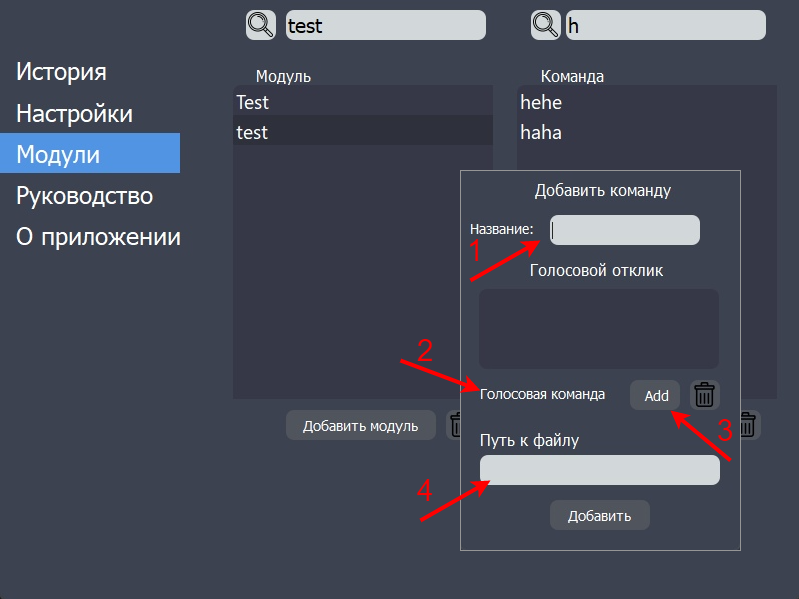 test
h
История
Настройки
Модули
Руководство
О приложении
Модуль
Test
test
Команда
hehe
haha
Добавить команду
Название:
1
Голосовой отклик
2
Голосовая команда
Add
3
Путь к файлу
4
Добавить
Добавить модуль